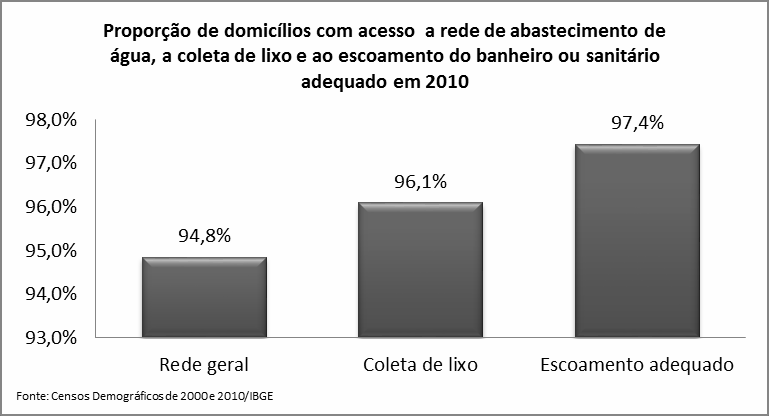 Proporção de domicílios com acesso a rede de abastecimento de
água, a coleta de lixo e ao escoamento do banheiro ou sanitário
adequado em 2010
98,0%
97,0%
96,0%
95,0%
94,0%
93,0%
94,8%
96,1%
97,4%
Rede geral
Coleta de lixo
Escoamento adequado
Fonte: Censos Demográficos de 2000 e 2010/IBGE